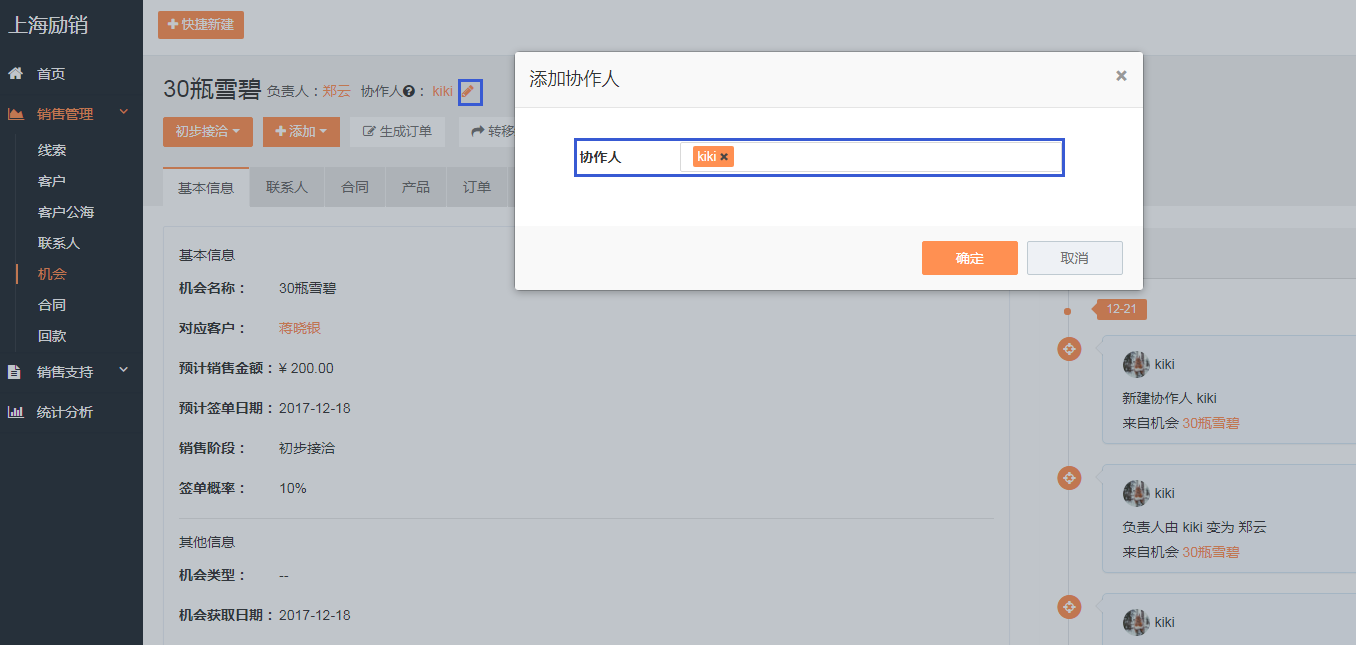 上海励销
快捷新建
首页
销售管理
线索
客户
客户公海
联系人
机会
合同
回款
销售支持
统计分析
30瓶雪碧 负责人：郑云 协作人?： kiki
初步接洽 添加 生成订单 转移
基本信息 联系人 合同 产品 订单
基本信息
机会名称： 30瓶雪碧
对应客户： 蒋晓银
预计销售金额： ¥ 200.00
预计签单日期： 2017-12-18
销售阶段： 初步接洽
签单概率： 10%
其他信息
机会类型： --
机会获取日期： 2017-12-18
添加协作人 ×
协作人 kiki ×
确定 取消
12-21
kiki
新建协作人 kiki
来自机会 30瓶雪碧
kiki
负责人由 kiki 变为 郑云
来自机会 30瓶雪碧
kiki